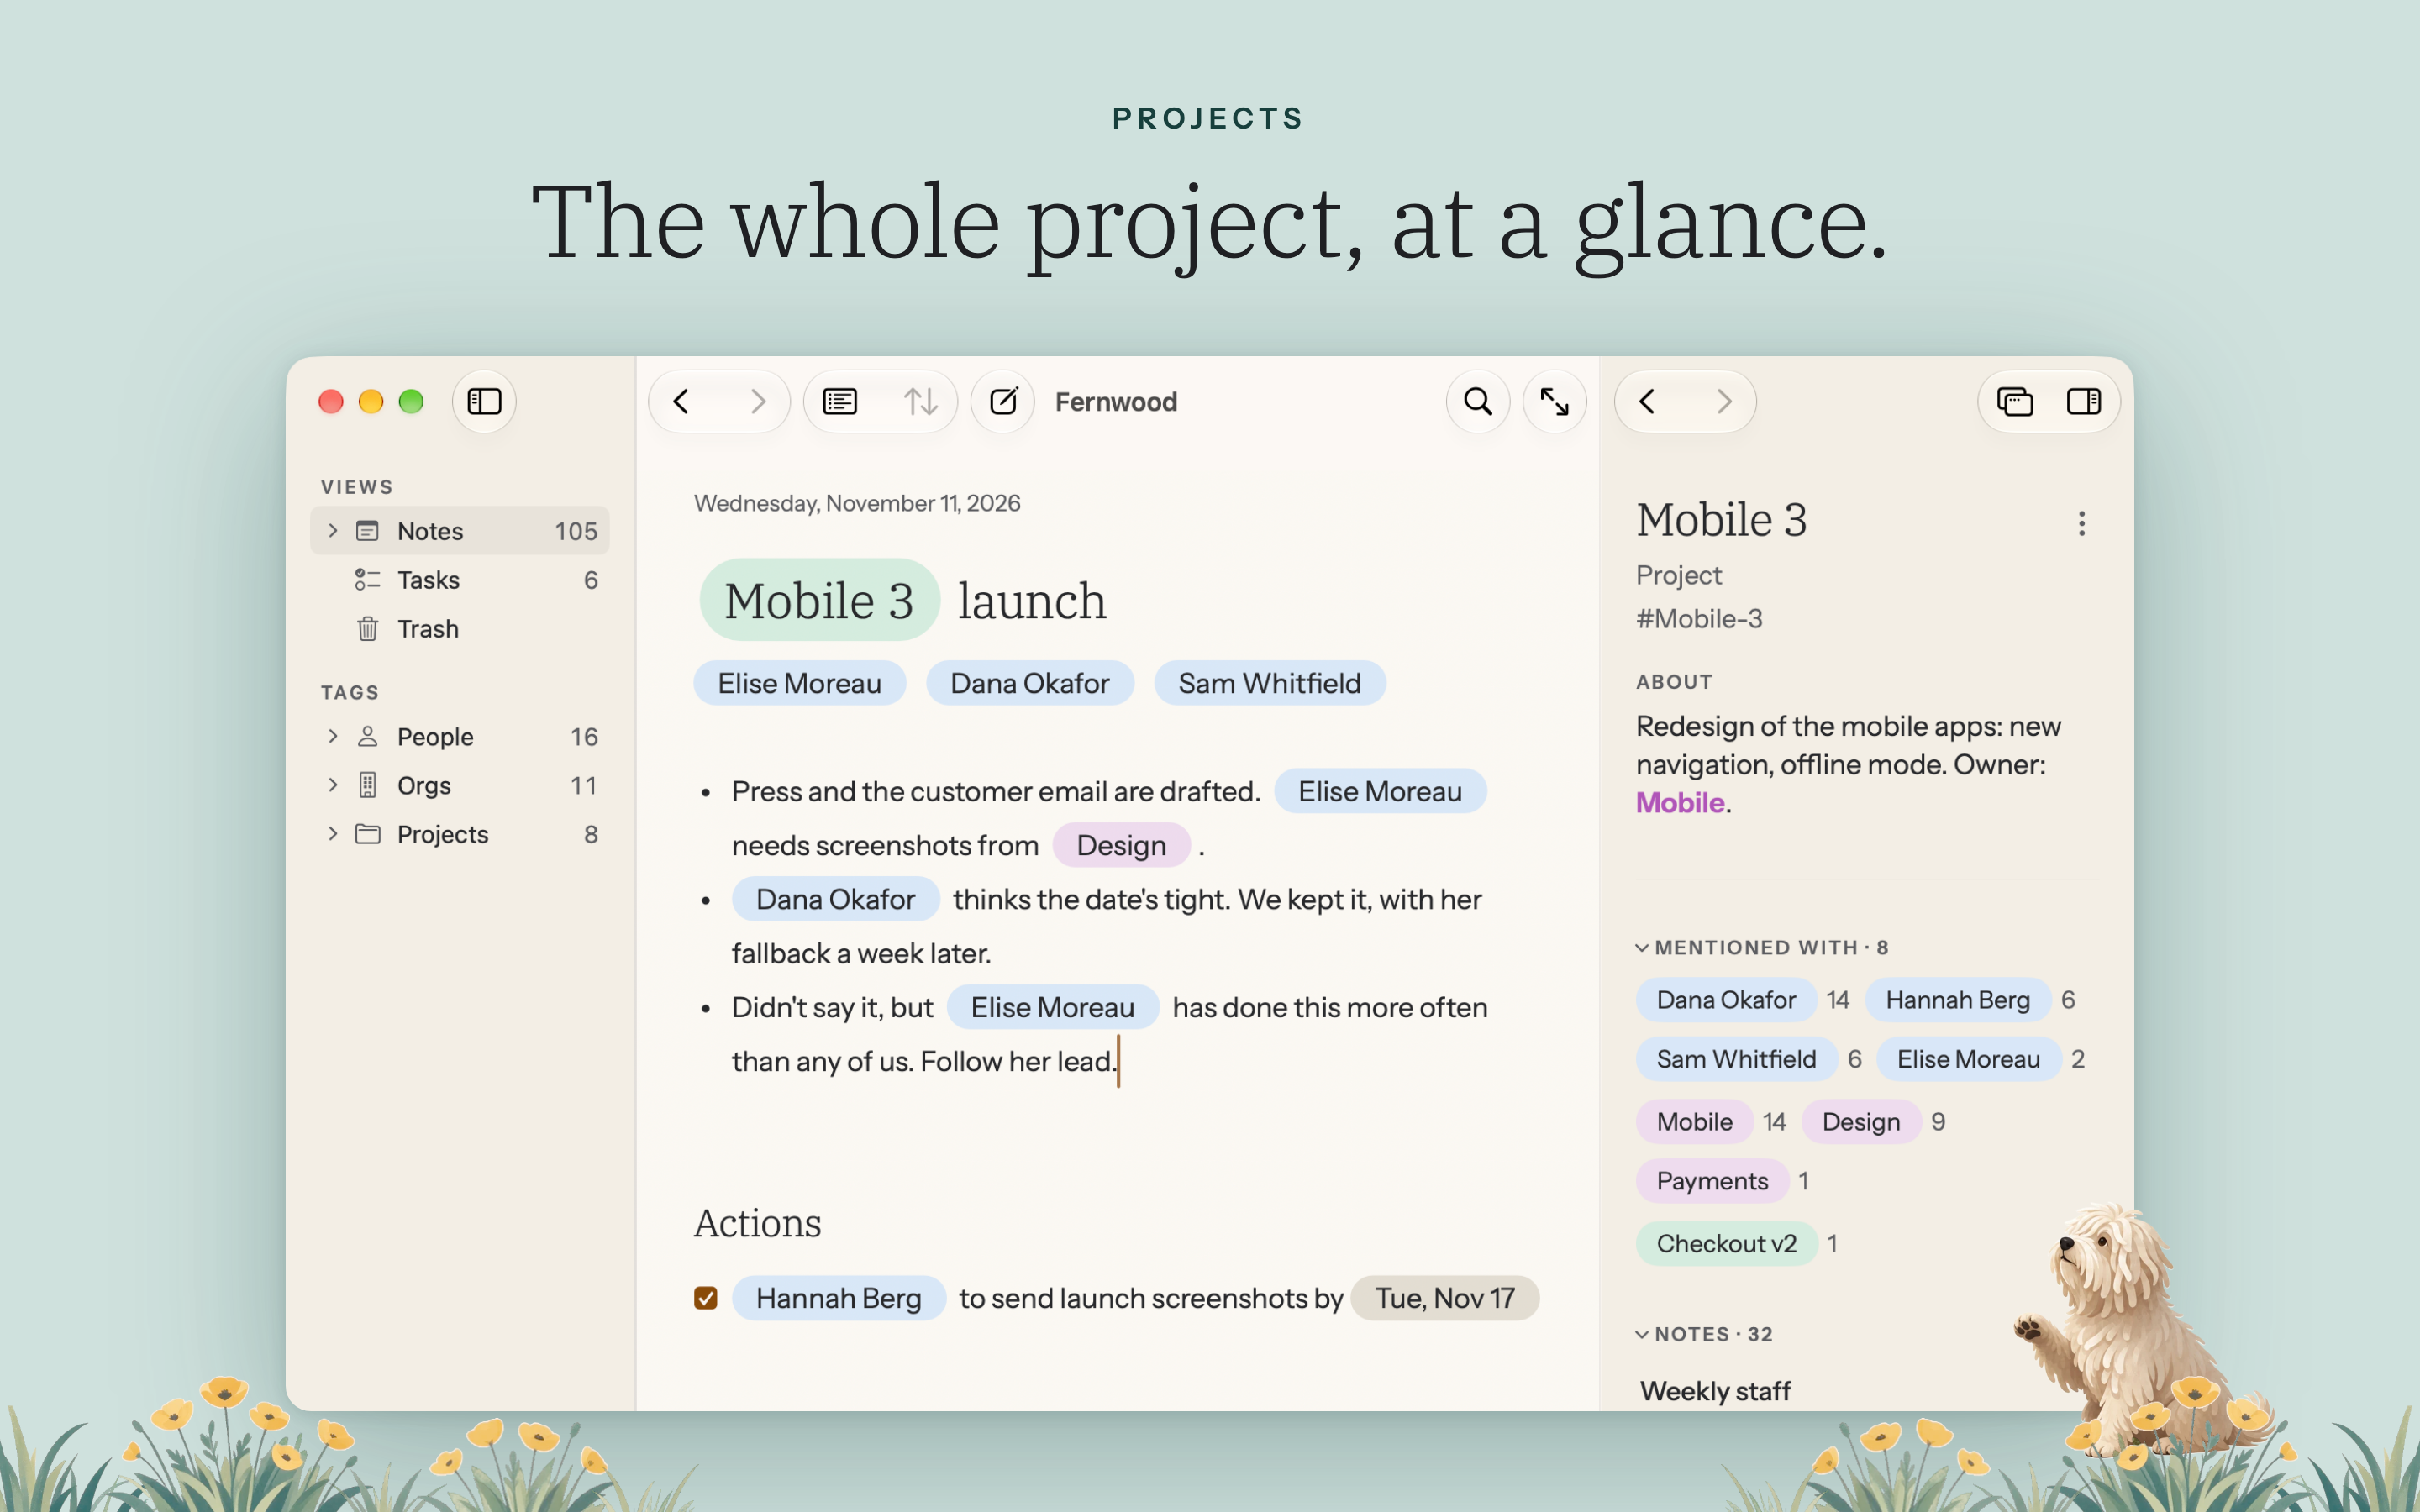 PROJECTS
The whole project, at a glance.
Fernwood
VIEWS
Notes 105
Tasks 6
Trash
TAGS
People 16
Orgs 11
Projects 8
Wednesday, November 11, 2026
Mobile 3 launch
Elise Moreau Dana Okafor Sam Whitfield
• Press and the customer email are drafted. Elise Moreau
needs screenshots from Design .
• Dana Okafor thinks the date's tight. We kept it, with her
fallback a week later.
• Didn't say it, but Elise Moreau has done this more often
than any of us. Follow her lead.
Actions
Hannah Berg to send launch screenshots by Tue, Nov 17
Mobile 3
Project
#Mobile-3
ABOUT
Redesign of the mobile apps: new
navigation, offline mode. Owner:
Mobile.
MENTIONED WITH · 8
Dana Okafor 14 Hannah Berg 6
Sam Whitfield 6 Elise Moreau 2
Mobile 14 Design 9
Payments 1
Checkout v2 1
NOTES · 32
Weekly staff